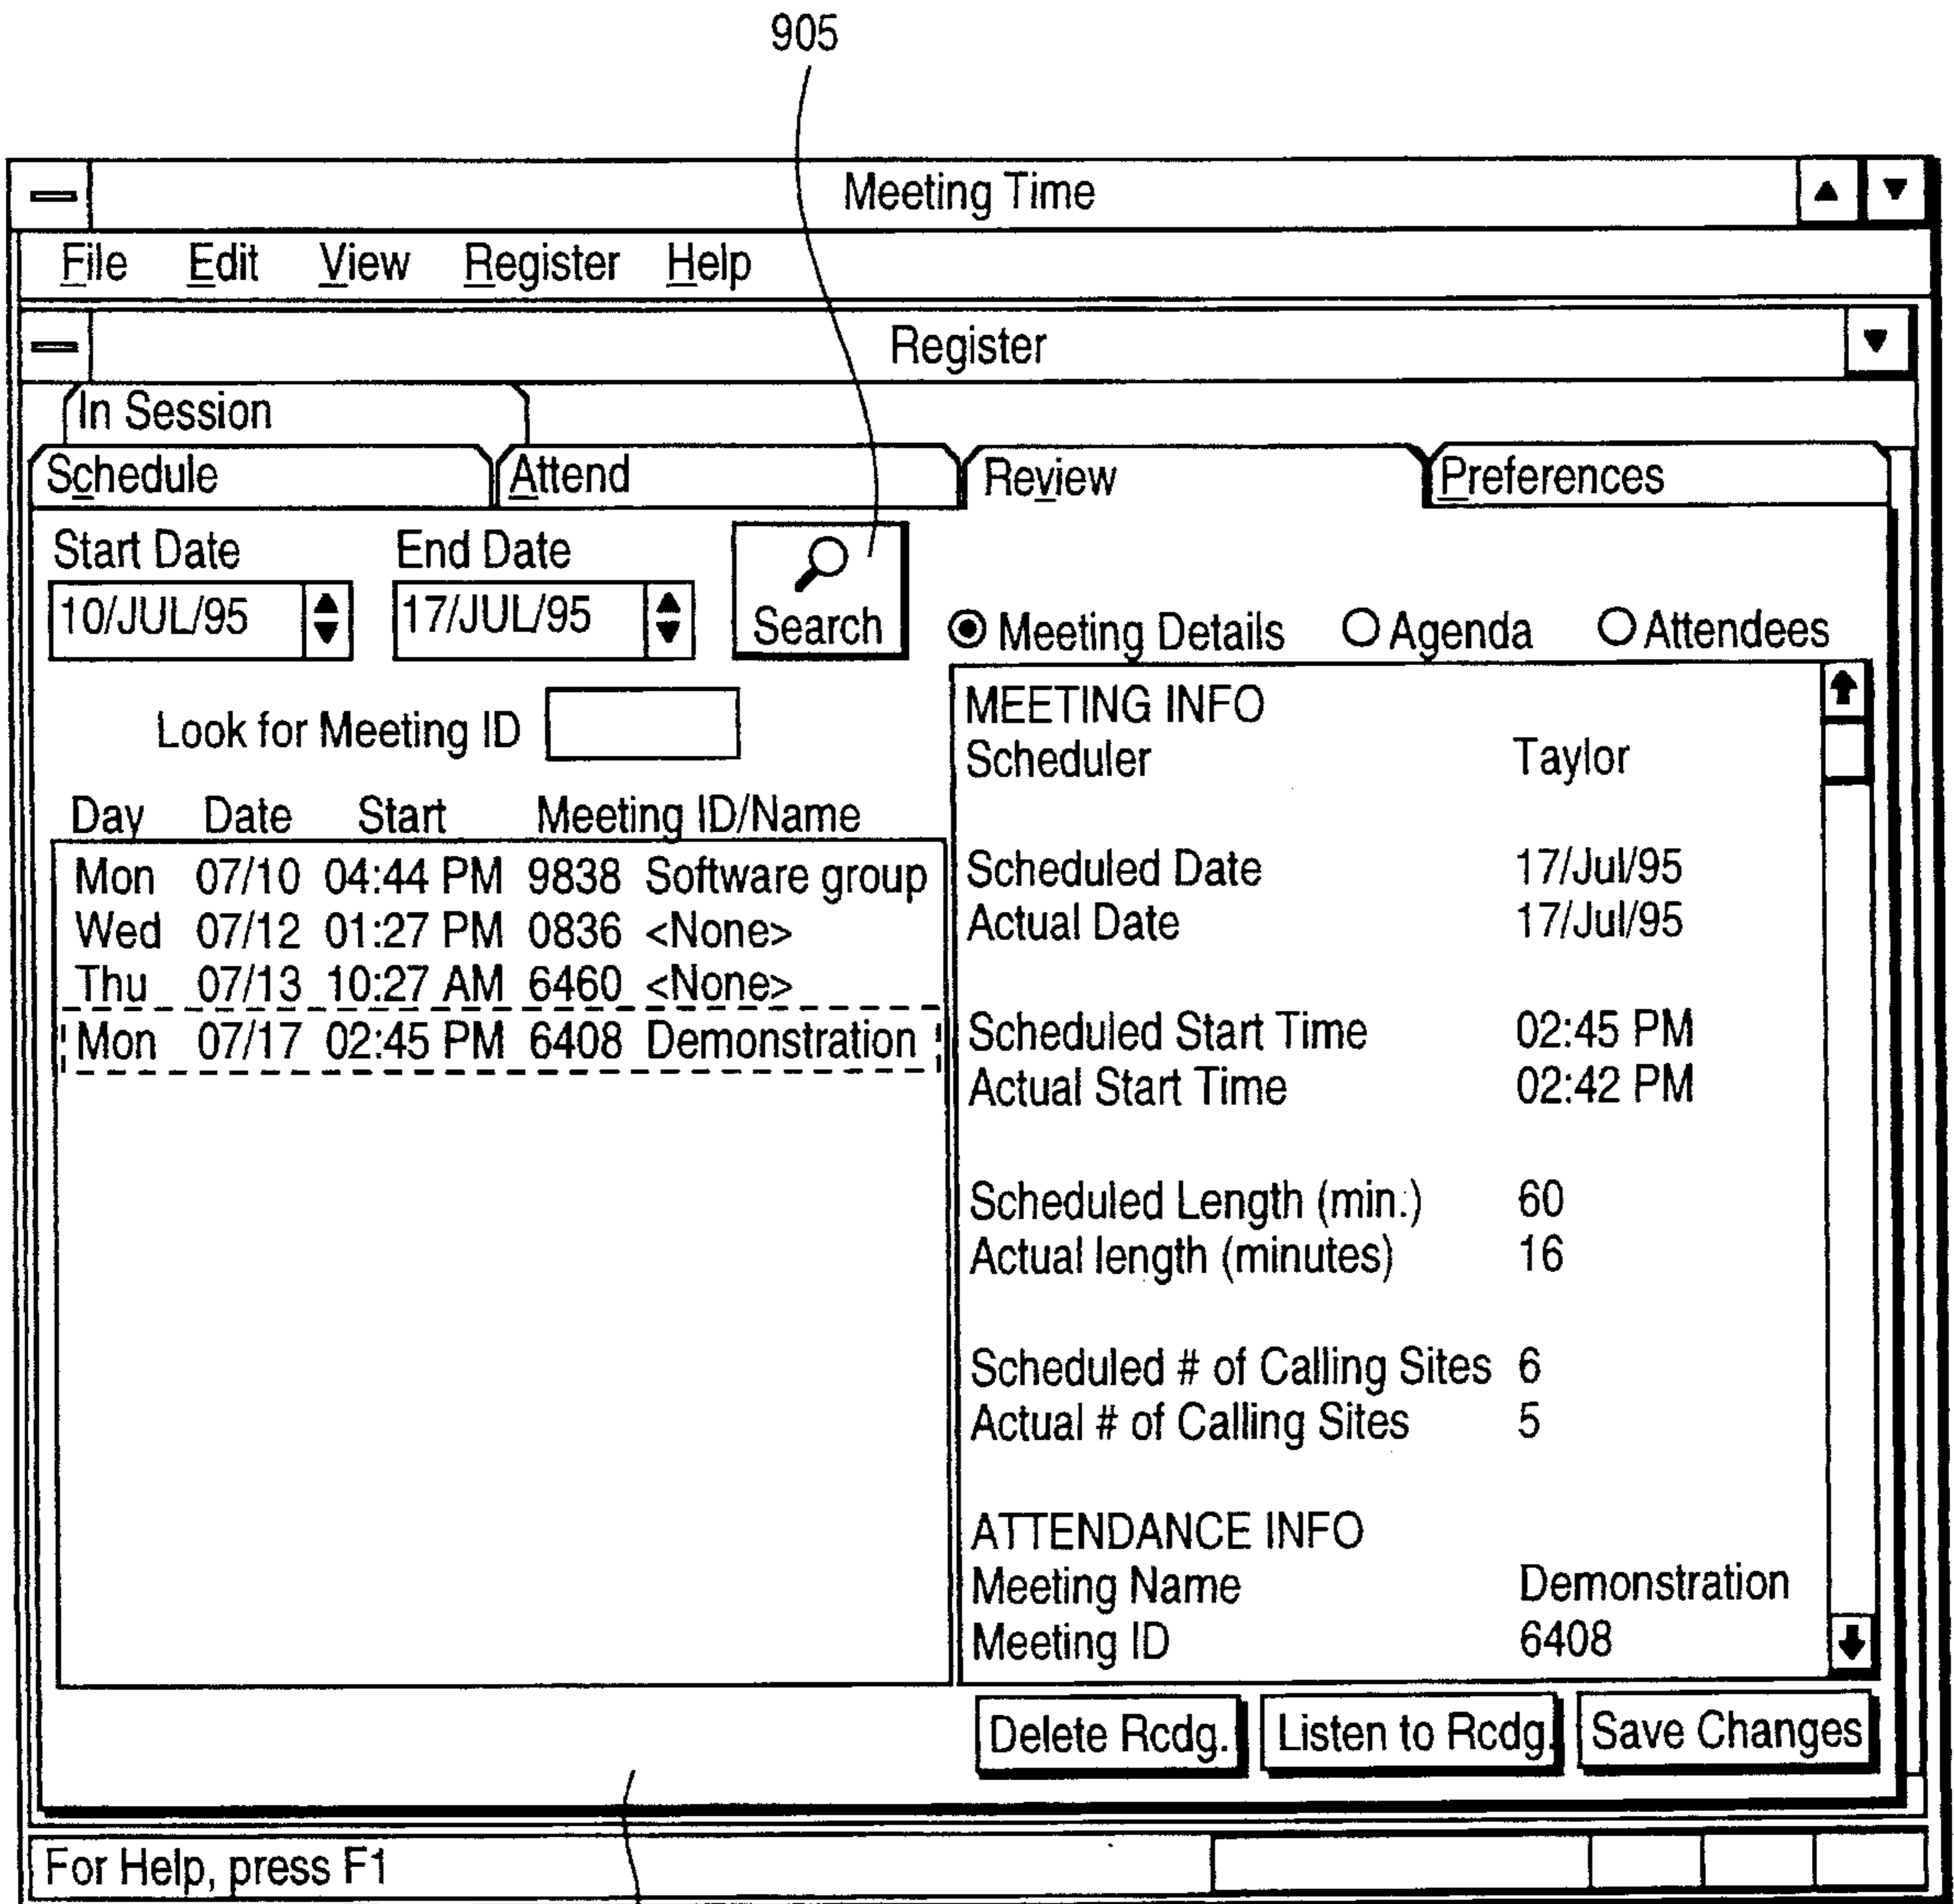 905
Meeting Time
File Edit View Register Help
Register
In Session
Schedule Attend Review Preferences
Start Date End Date
10/JUL/95 17/JUL/95 Search
Meeting Details Agenda Attendees
Look for Meeting ID
Day Date Start Meeting ID/Name
Mon 07/10 04:44 PM 9838 Software group
Wed 07/12 01:27 PM 0836 <None>
Thu 07/13 10:27 AM 6460 <None>
Mon 07/17 02:45 PM 6408 Demonstration
MEETING INFO
Scheduler Taylor
Scheduled Date 17/Jul/95
Actual Date 17/Jul/95
Scheduled Start Time 02:45 PM
Actual Start Time 02:42 PM
Scheduled Length (min.) 60
Actual length (minutes) 16
Scheduled # of Calling Sites 6
Actual # of Calling Sites 5
ATTENDANCE INFO
Meeting Name Demonstration
Meeting ID 6408
Delete Rcdg. Listen to Rcdg. Save Changes
For Help, press F1